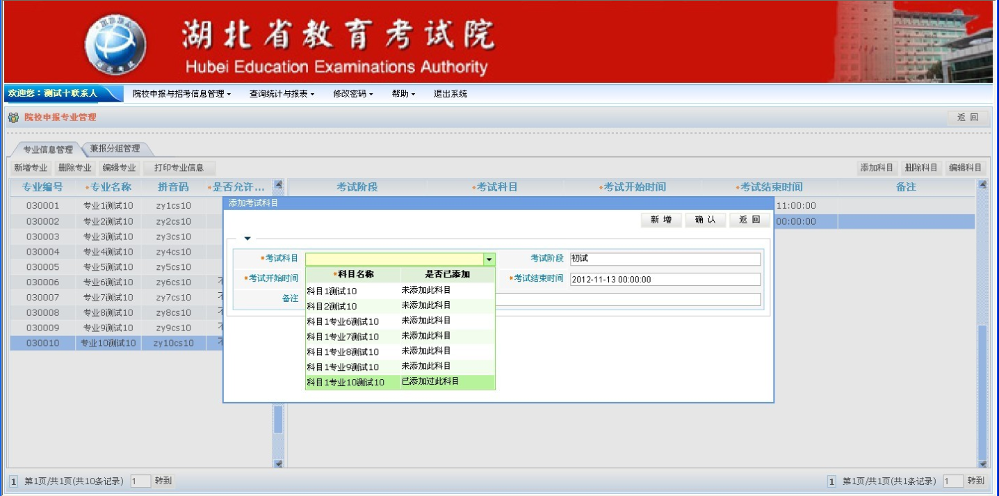 湖北省教育考试院
Hubei Education Examinations Authority
欢迎您：测试十联系人 院校申报与招考信息管理 查询统计与报表 修改密码 帮助 退出系统
院校申报专业管理 返 回
专业信息管理 兼报分组管理
新增专业 删除专业 编辑专业 打印专业信息 添加科目 删除科目 编辑科目
专业编号 *专业名称 拼音码 *是否允许... 考试阶段 *考试科目 *考试开始时间 *考试结束时间 备注
030001 专业1测试10 zy1cs10 11:00:00
030002 专业2测试10 zy2cs10 00:00:00
030003 专业3测试10 zy3cs10
030004 专业4测试10 zy4cs10
030005 专业5测试10 zy5cs10
030006 专业6测试10 zy6cs10
030007 专业7测试10 zy7cs10
030008 专业8测试10 zy8cs10
030009 专业9测试10 zy9cs10
030010 专业10测试10 zy10cs10
添加考试科目
新 增 确 认 返 回
*考试科目 考试阶段 初试
*考试开始时间 *考试结束时间 2012-11-13 00:00:00
备注
*科目名称 是否已添加
科目1测试10 未添加此科目
科目2测试10 未添加此科目
科目1专业6测试10 未添加此科目
科目1专业7测试10 未添加此科目
科目1专业8测试10 未添加此科目
科目1专业9测试10 未添加此科目
科目1专业10测试10 已添加过此科目
1 第1页/共1页(共10条记录) 1 转到 1 第1页/共1页(共1条记录) 1 转到